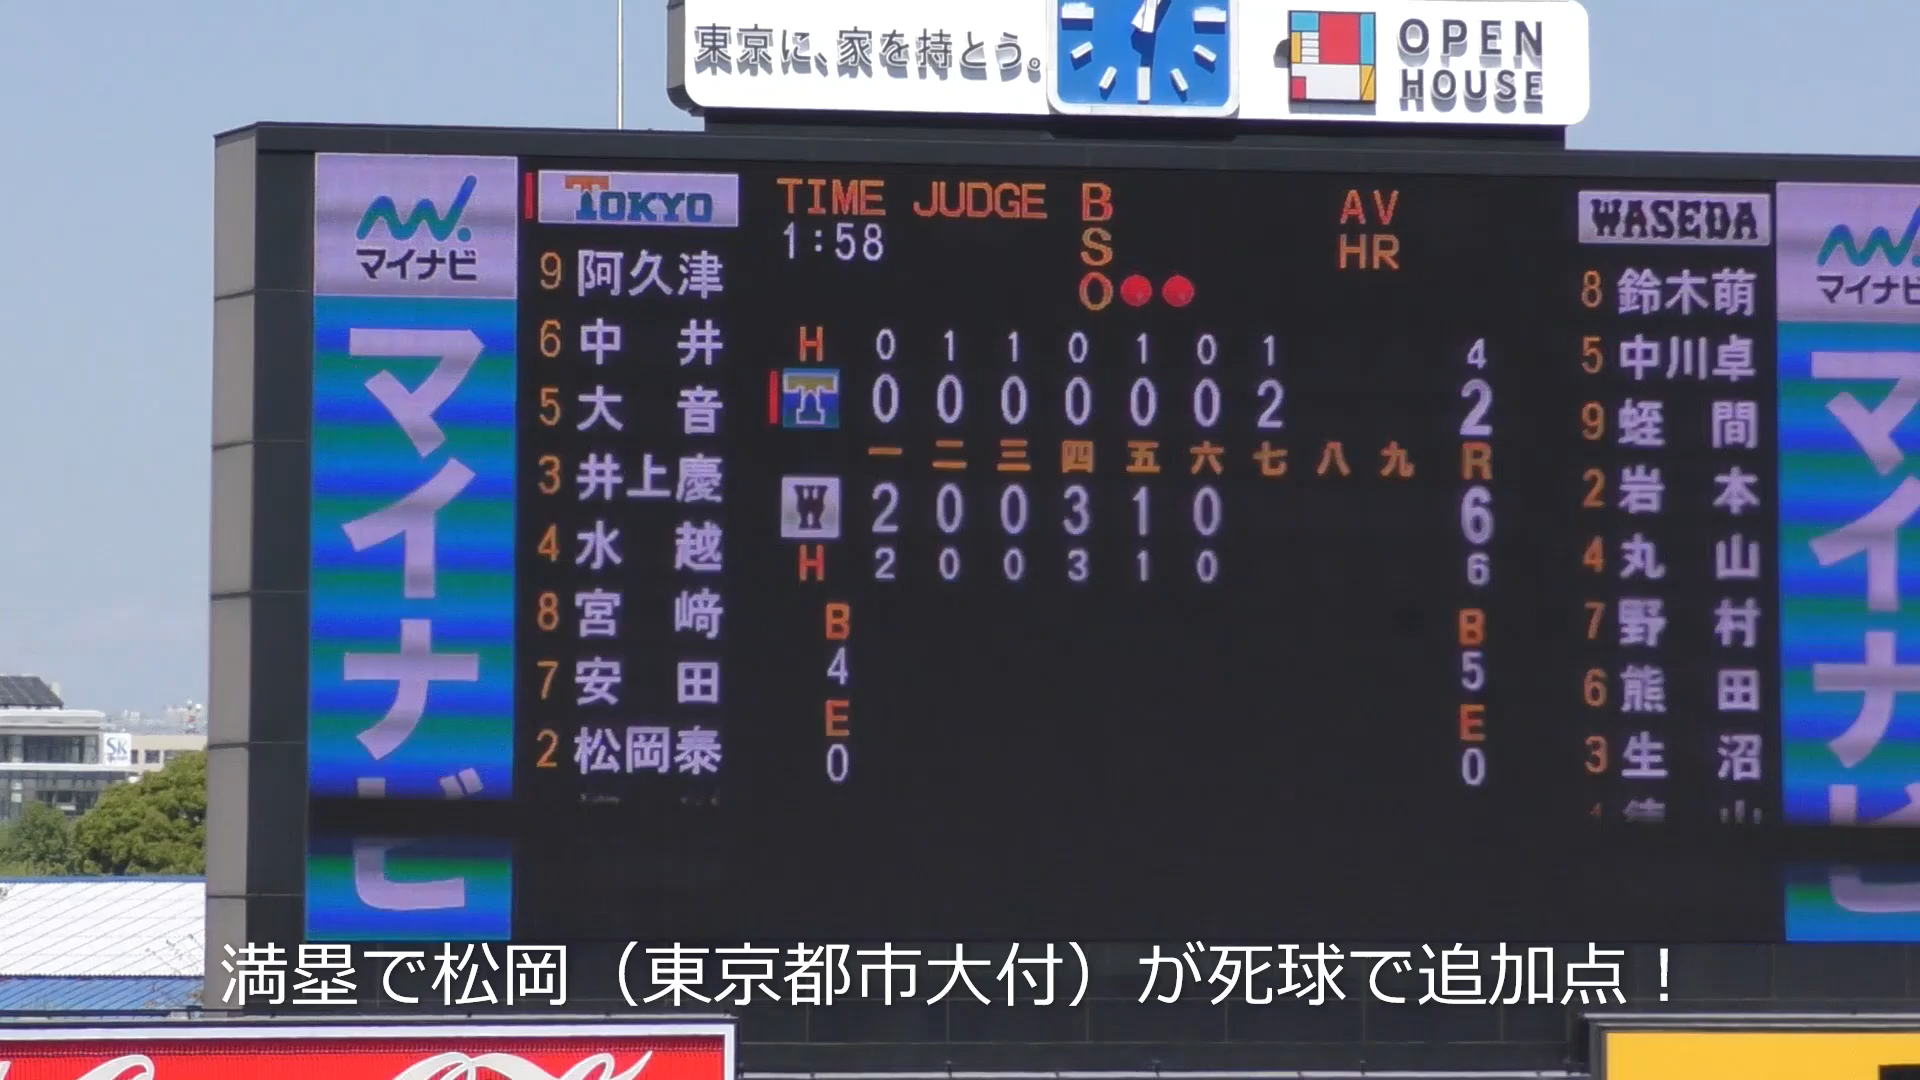 東京に、家を持とう。
OPEN
HOUSE
マイナビ
TOKYO
TIME JUDGE B
1:58
S
O
AV
HR
WASEDA
マイナビ
9 阿久津
6 中井
5 大音
3 井上慶
4 水越
8 宮﨑
7 安田
2 松岡泰
H 0 1 1 0 1 0 1 4
T 0 0 0 0 0 0 2 2
一 二 三 四 五 六 七 八 九 R
W 2 0 0 3 1 0 6
H 2 0 0 3 1 0 6
B B
4 5
E E
0 0
8 鈴木萌
5 中川卓
9 蛭間
2 岩本
4 丸山
7 野村
6 熊田
3 生沼
マイナビ
マイナ
SK
満塁で松岡（東京都市大付）が死球で追加点！